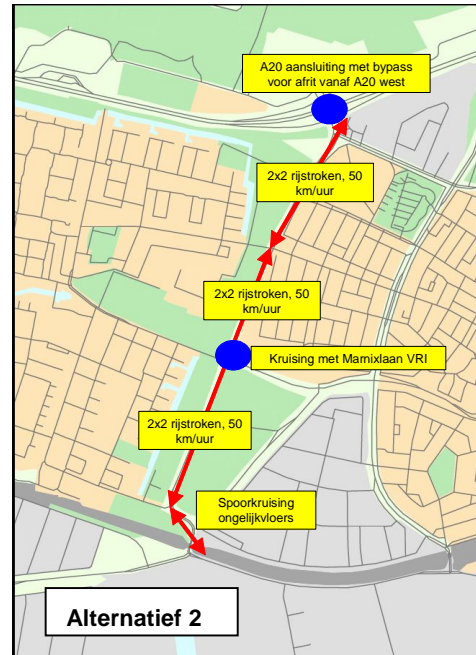 A20 aansluiting met bypass
voor afrit vanaf A20 west
2x2 rijstroken, 50
km/uur
2x2 rijstroken, 50
km/uur
Kruising met Marnixlaan VRI
2x2 rijstroken, 50
km/uur
Spoorkruising
ongelijkvloers
Alternatief 2